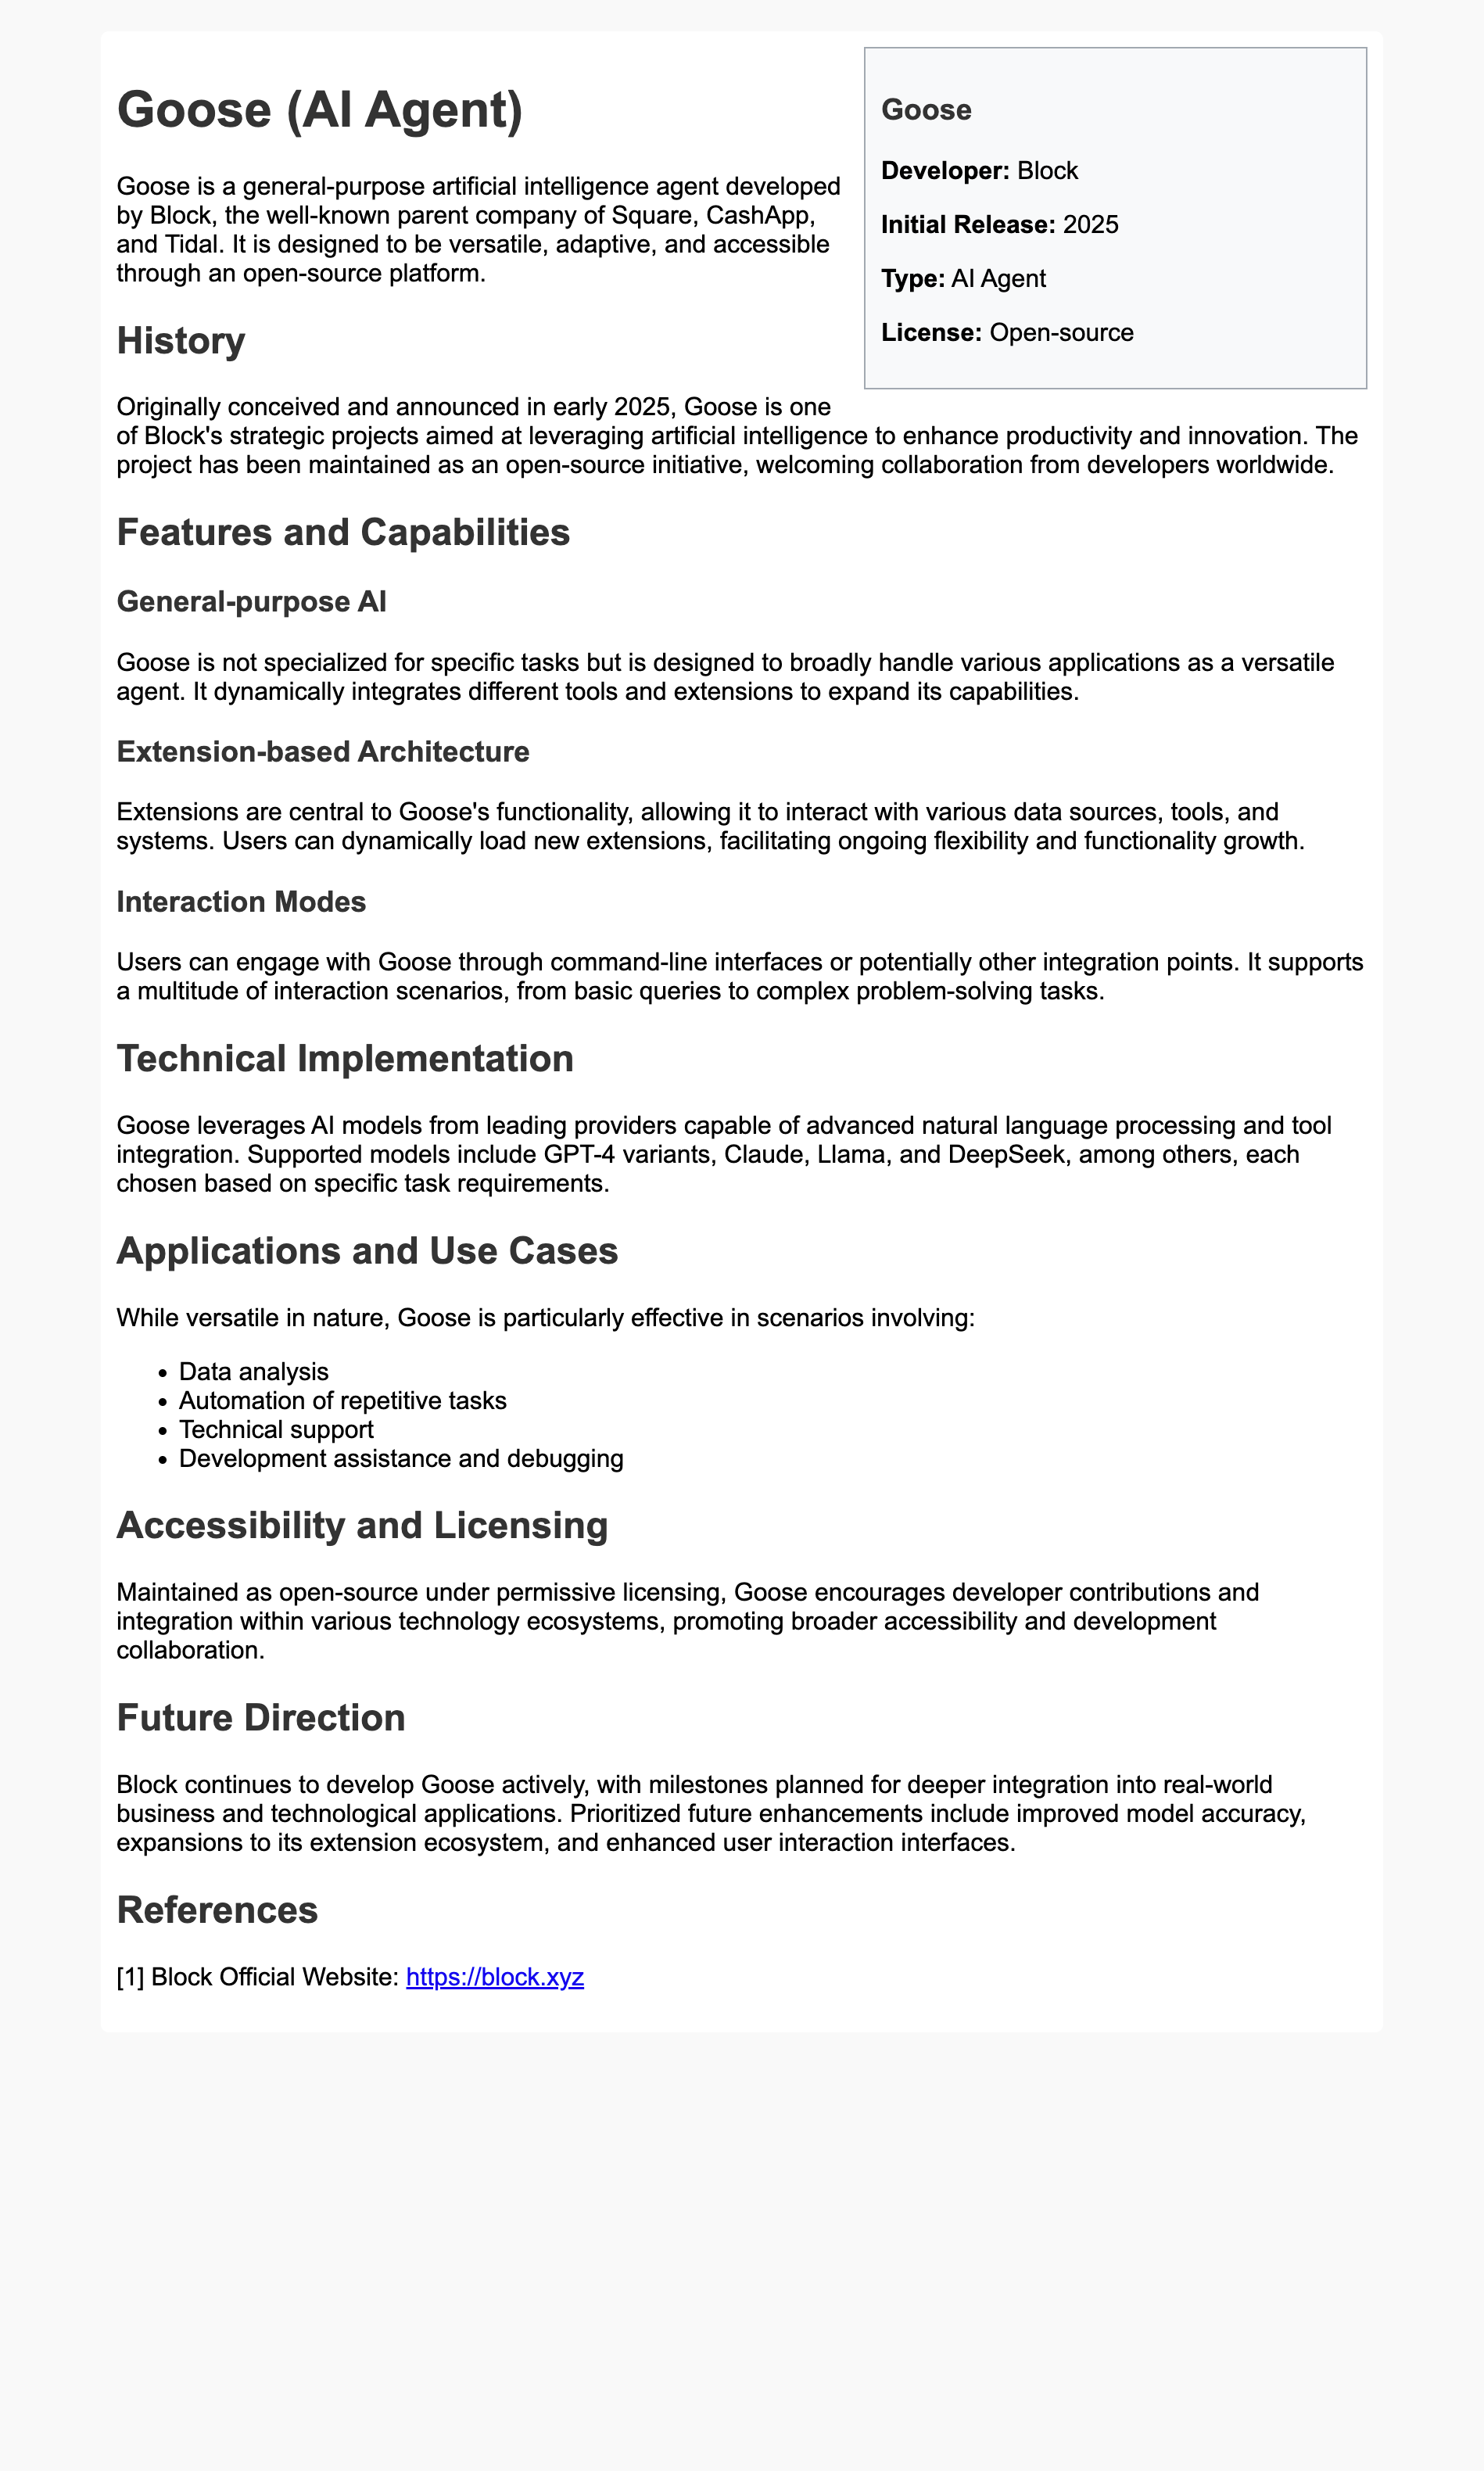 Goose (AI Agent)
Goose is a general-purpose artificial intelligence agent developed
by Block, the well-known parent company of Square, CashApp,
and Tidal. It is designed to be versatile, adaptive, and accessible
through an open-source platform.
Goose
Developer: Block
Initial Release: 2025
Type: AI Agent
License: Open-source
History
Originally conceived and announced in early 2025, Goose is one
of Block's strategic projects aimed at leveraging artificial intelligence to enhance productivity and innovation. The
project has been maintained as an open-source initiative, welcoming collaboration from developers worldwide.
Features and Capabilities
General-purpose AI
Goose is not specialized for specific tasks but is designed to broadly handle various applications as a versatile
agent. It dynamically integrates different tools and extensions to expand its capabilities.
Extension-based Architecture
Extensions are central to Goose's functionality, allowing it to interact with various data sources, tools, and
systems. Users can dynamically load new extensions, facilitating ongoing flexibility and functionality growth.
Interaction Modes
Users can engage with Goose through command-line interfaces or potentially other integration points. It supports
a multitude of interaction scenarios, from basic queries to complex problem-solving tasks.
Technical Implementation
Goose leverages AI models from leading providers capable of advanced natural language processing and tool
integration. Supported models include GPT-4 variants, Claude, Llama, and DeepSeek, among others, each
chosen based on specific task requirements.
Applications and Use Cases
While versatile in nature, Goose is particularly effective in scenarios involving:
• Data analysis
• Automation of repetitive tasks
• Technical support
• Development assistance and debugging
Accessibility and Licensing
Maintained as open-source under permissive licensing, Goose encourages developer contributions and
integration within various technology ecosystems, promoting broader accessibility and development
collaboration.
Future Direction
Block continues to develop Goose actively, with milestones planned for deeper integration into real-world
business and technological applications. Prioritized future enhancements include improved model accuracy,
expansions to its extension ecosystem, and enhanced user interaction interfaces.
References
[1] Block Official Website: https://block.xyz